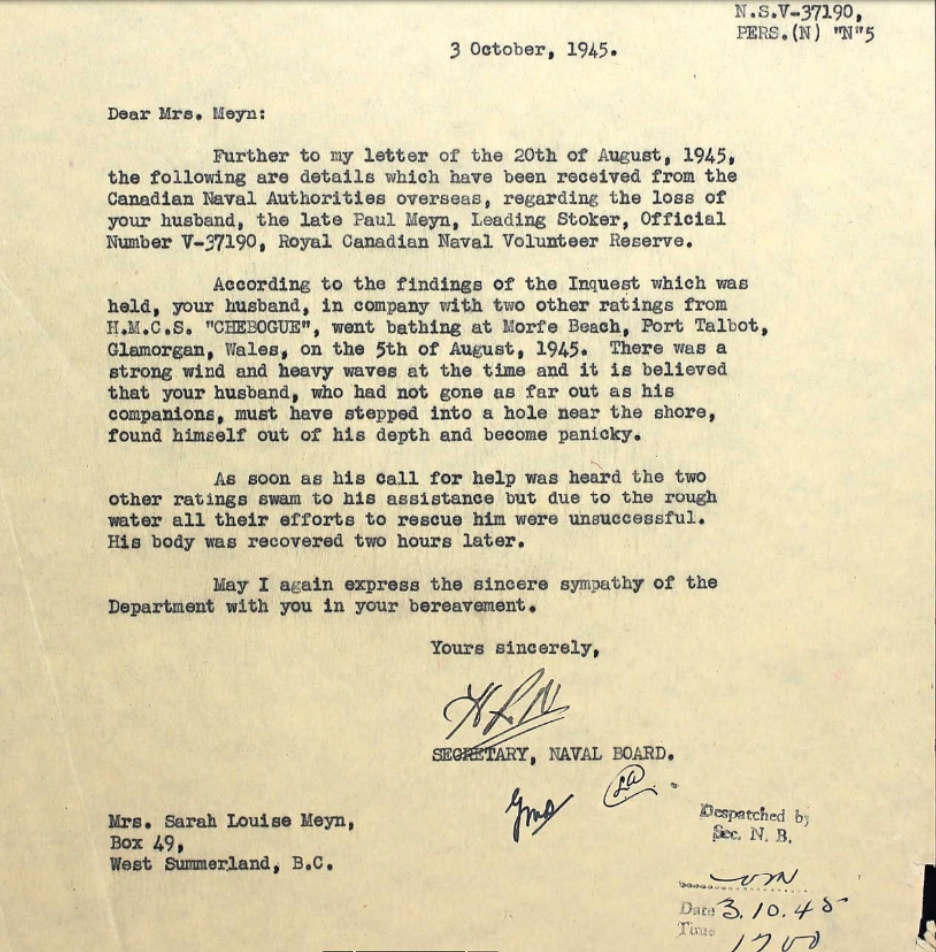 N.S.V-37190,
PERS.(N) "N"5
3 October, 1945.
Dear Mrs. Meyn:
Further to my letter of the 20th of August, 1945,
the following are details which have been received from the
Canadian Naval Authorities overseas, regarding the loss of
your husband, the late Paul Meyn, Leading Stoker, Official
Number V-37190, Royal Canadian Naval Volunteer Reserve.
According to the findings of the Inquest which was
held, your husband, in company with two other ratings from
H.M.C.S. "CHEBOGUE", went bathing at Morfe Beach, Port Talbot,
Glamorgan, Wales, on the 5th of August, 1945. There was a
strong wind and heavy waves at the time and it is believed
that your husband, who had not gone as far out as his
companions, must have stepped into a hole near the shore,
found himself out of his depth and become panicky.
As soon as his call for help was heard the two
other ratings swam to his assistance but due to the rough
water all their efforts to rescue him were unsuccessful.
His body was recovered two hours later.
May I again express the sincere sympathy of the
Department with you in your bereavement.
Yours sincerely,
SECRETARY, NAVAL BOARD.
Mrs. Sarah Louise Meyn,
Box 49,
West Summerland, B.C.
Despatched by
Sec. N. B.
Date 3.10.45
Time 1700